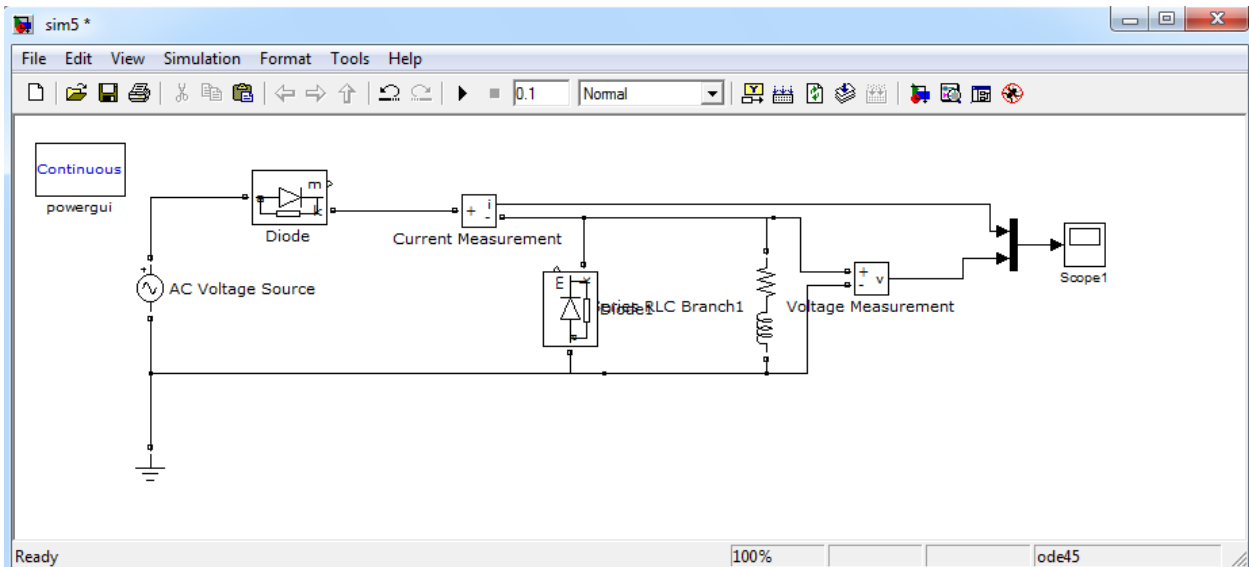 sim5 *
File Edit View Simulation Format Tools Help
0.1 Normal
Continuous
powergui
m
k
Diode
+ i
-
Current Measurement
+
AC Voltage Source
E
Series RLC Branch1
Diode1
+
-
v
Voltage Measurement
Scope1
Ready 100% ode45